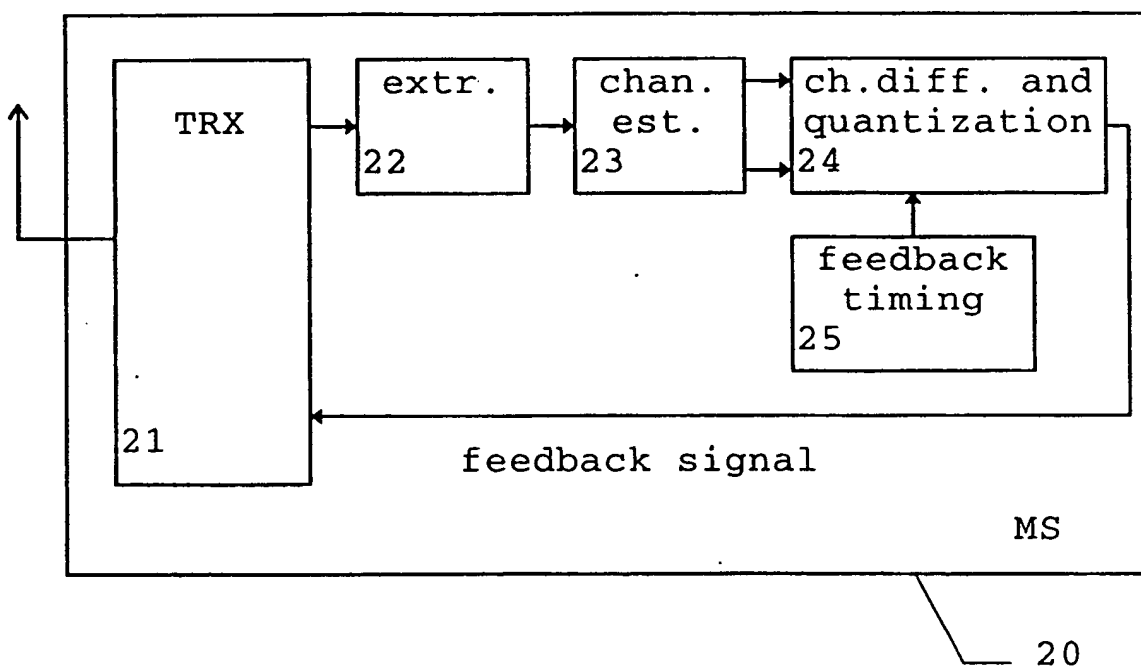 TRX
21
extr.
22
chan.
est.
23
ch.diff. and
quantization
24
feedback
timing
25
feedback signal
MS
20